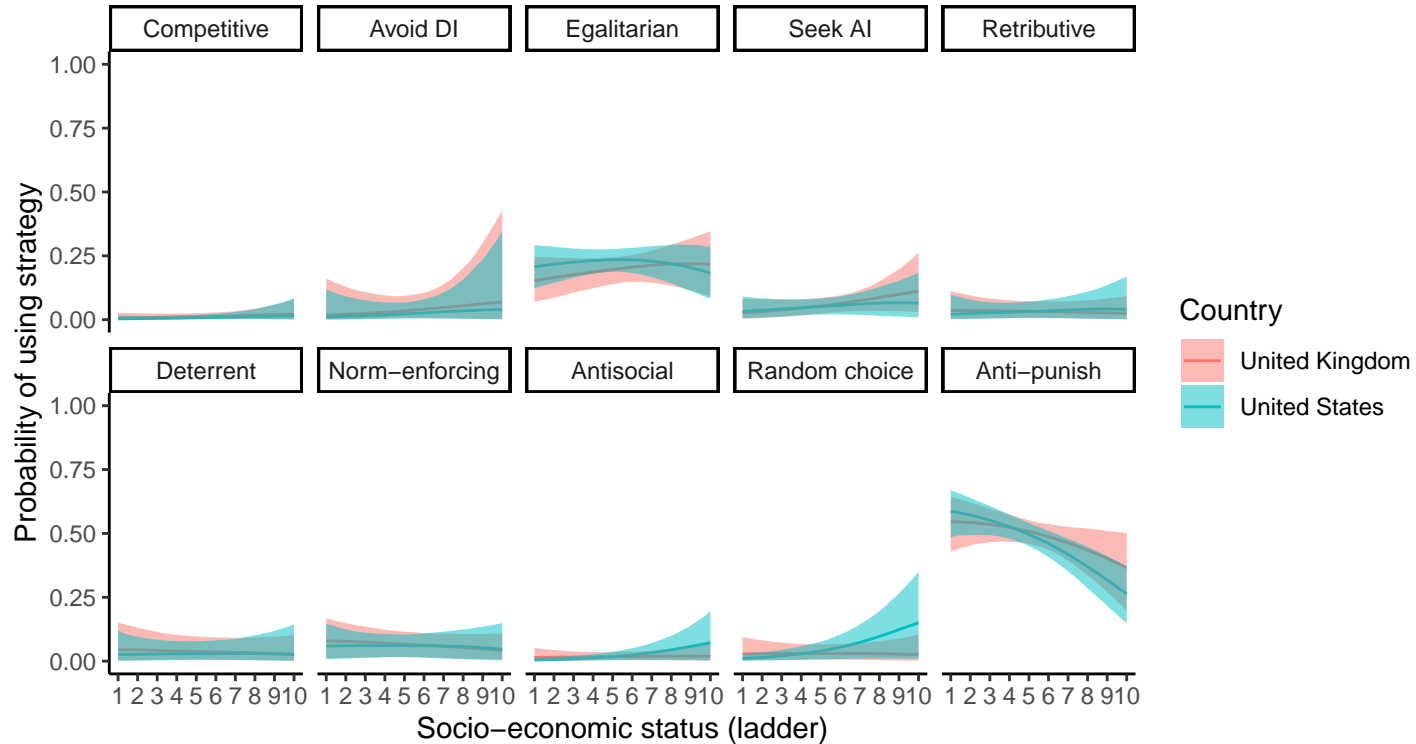 Competitive
Avoid DI
Egalitarian
Seek AI
Retributive
1.00
0.75
0.50
0.25
0.00
Deterrent
Norm−enforcing
Antisocial
Random choice
Anti−punish
1.00
0.75
0.50
0.25
0.00
1 2 3 4 5 6 7 8 9 10
1 2 3 4 5 6 7 8 9 10
1 2 3 4 5 6 7 8 9 10
1 2 3 4 5 6 7 8 9 10
1 2 3 4 5 6 7 8 9 10
Socio−economic status (ladder)
Probability of using strategy
Country
United Kingdom
United States